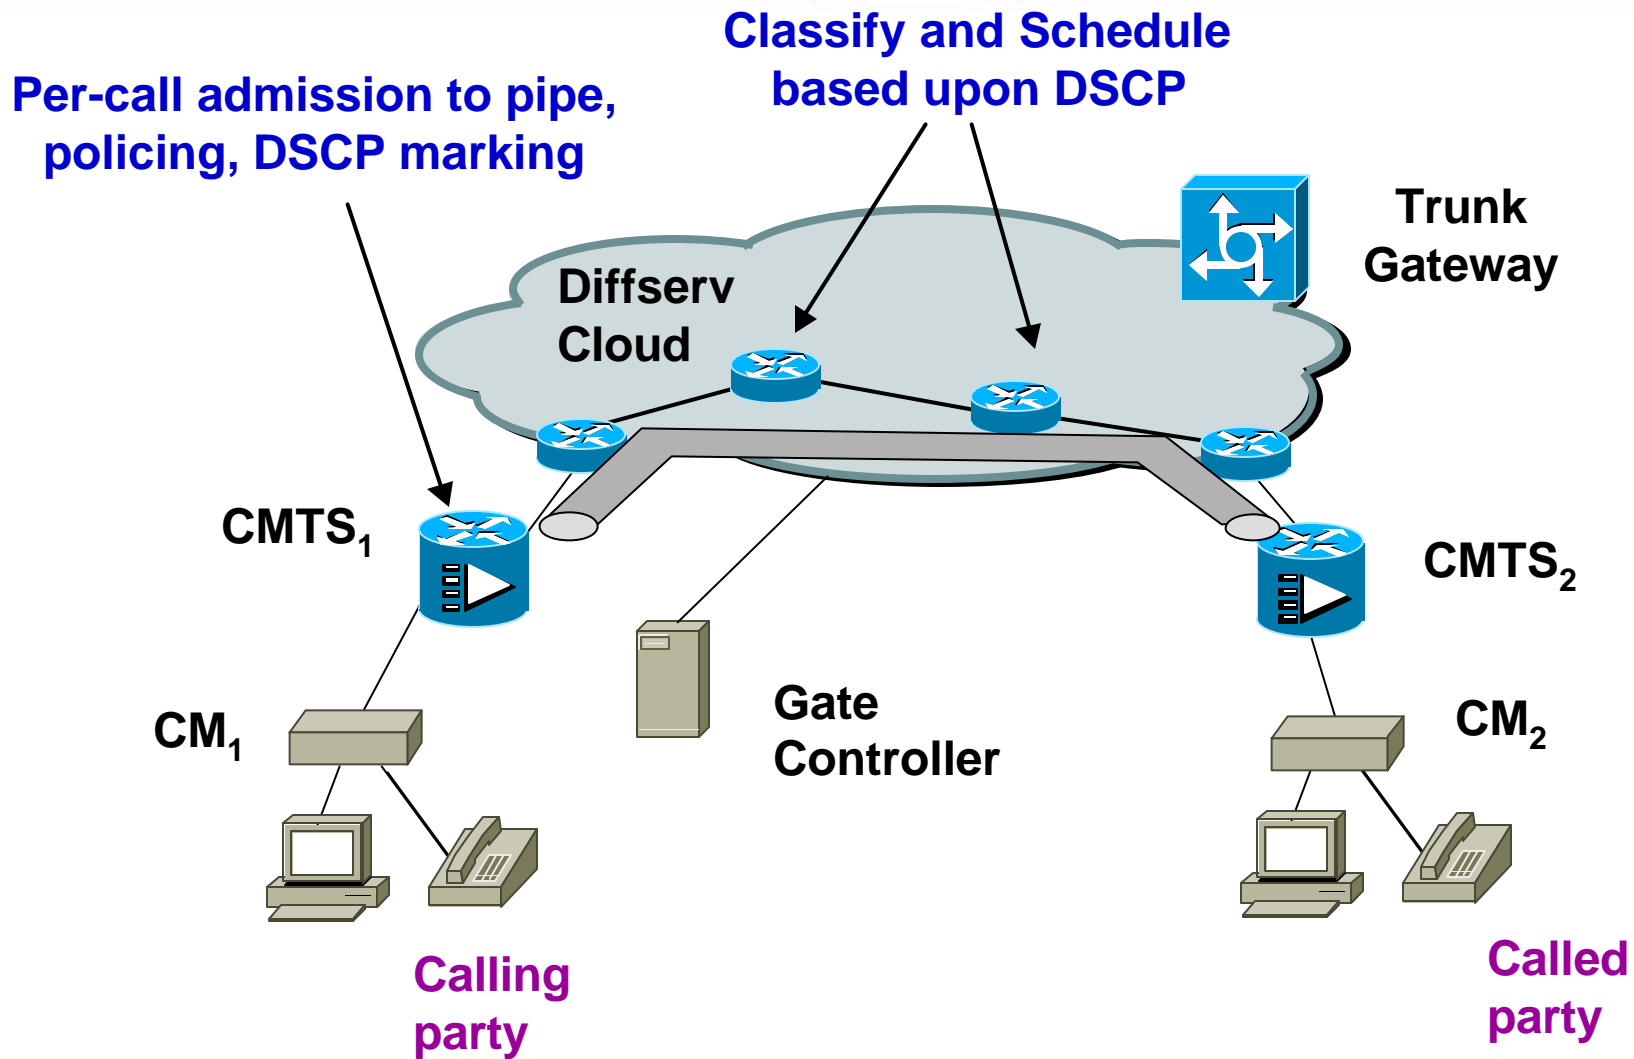 Classify and Schedule
based upon DSCP
Per-call admission to pipe,
policing, DSCP marking
Trunk
Gateway
Diffserv
Cloud
CMTS1
CMTS2
Gate
Controller
CM1
CM2
Calling
party
Called
party